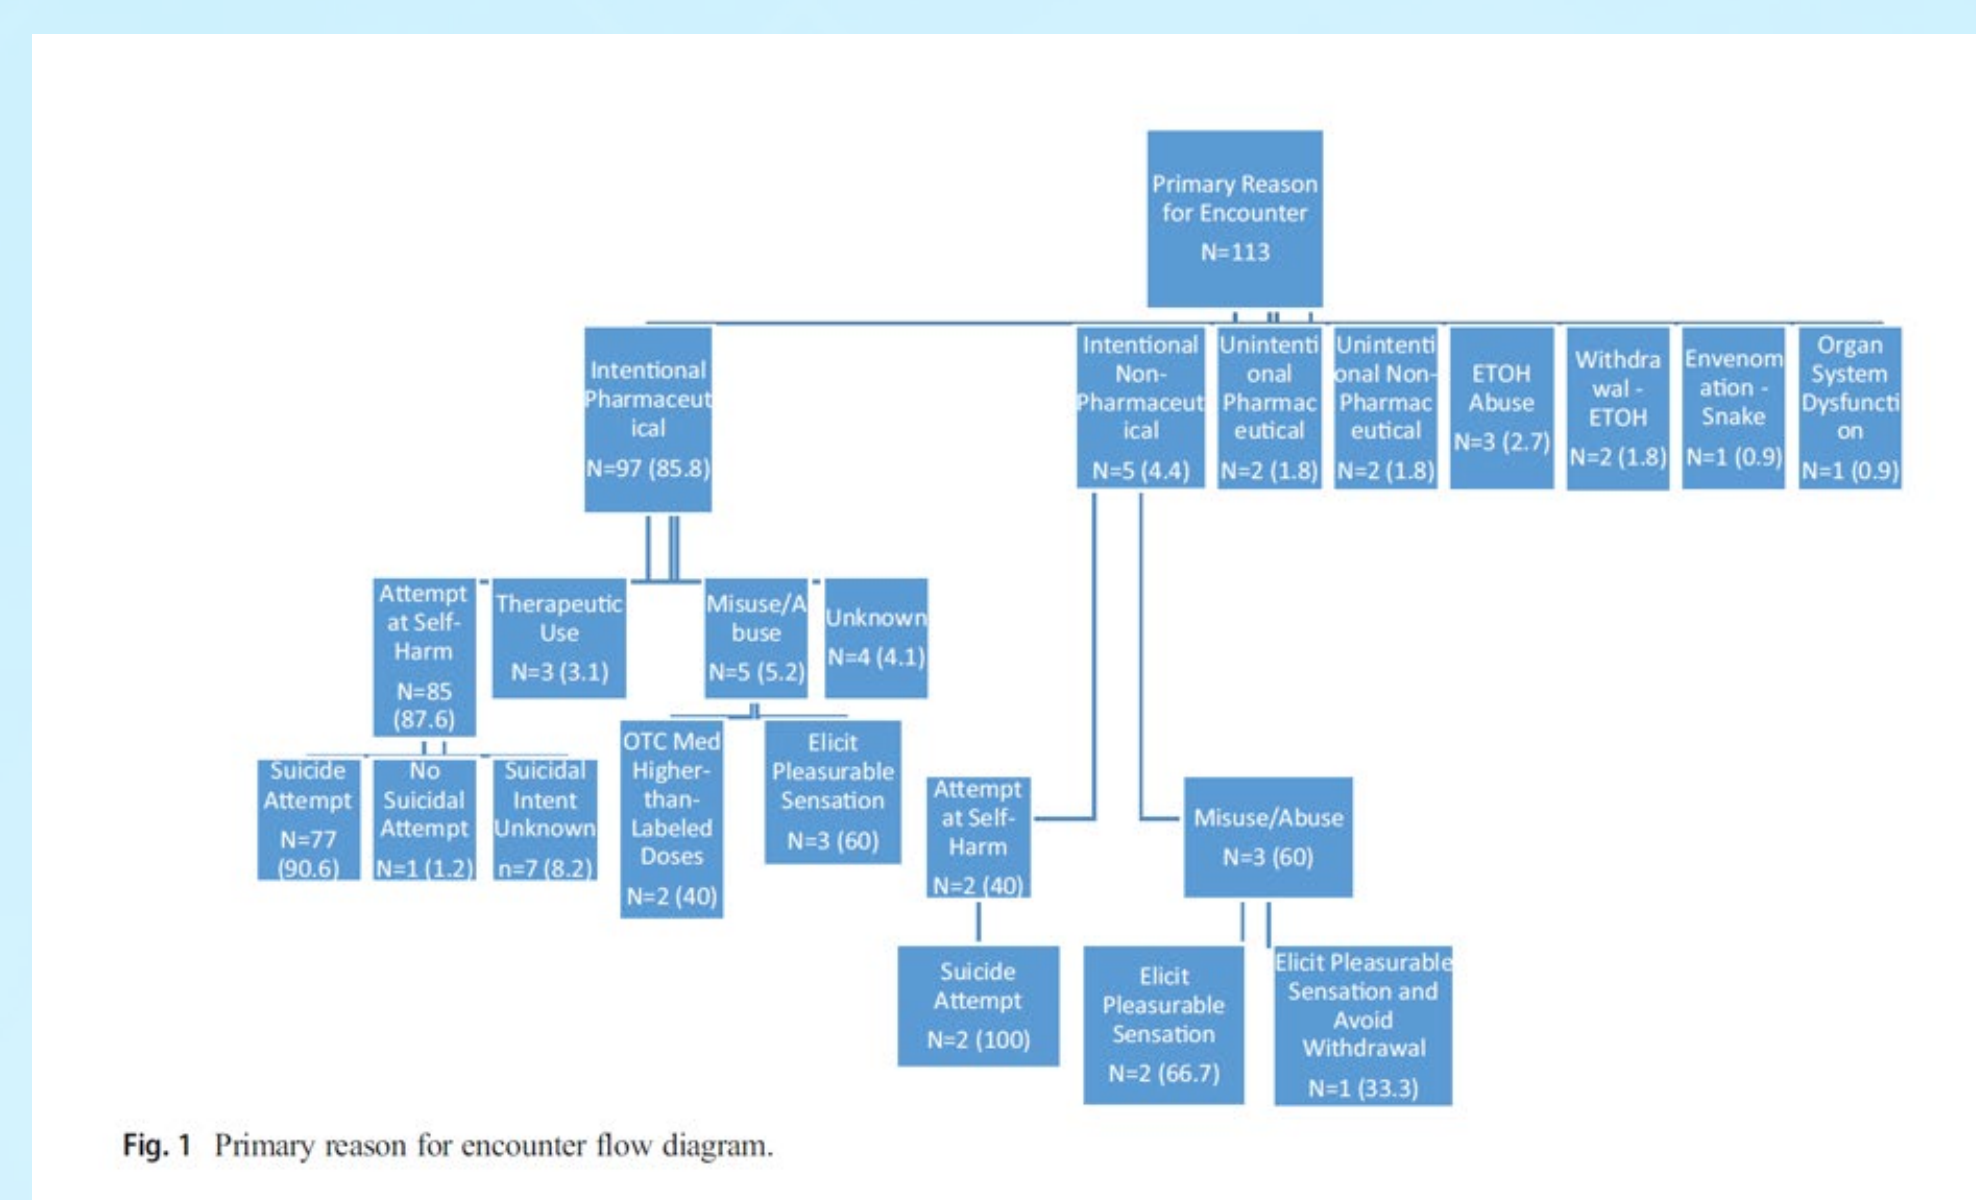 Primary Reason
for Encounter
N=113
Intentional
Pharmaceut
ical
N=97 (85.8)
Intentional
Non-
Pharmaceut
ical
N=5 (4.4)
Unintenti
onal
Pharmac
eutical
N=2 (1.8)
Unintenti
onal Non-
Pharmac
eutical
N=2 (1.8)
ETOH
Abuse
N=3 (2.7)
Withdra
wal -
ETOH
N=2 (1.8)
Envenom
ation -
Snake
N=1 (0.9)
Organ
System
Dysfuncti
on
N=1 (0.9)
Attempt
at Self-
Harm
N=85
(87.6)
Therapeutic
Use
N=3 (3.1)
Misuse/A
buse
N=5 (5.2)
Unknown
N=4 (4.1)
Suicide
Attempt
N=77
(90.6)
No
Suicidal
Attempt
N=1 (1.2)
Suicidal
Intent
Unknown
n=7 (8.2)
OTC Med
Higher-
than-
Labeled
Doses
N=2 (40)
Elicit
Pleasurable
Sensation
N=3 (60)
Attempt
at Self-
Harm
N=2 (40)
Misuse/Abuse
N=3 (60)
Suicide
Attempt
N=2 (100)
Elicit
Pleasurable
Sensation
N=2 (66.7)
Elicit Pleasurable
Sensation and
Avoid
Withdrawal
N=1 (33.3)
Fig. 1 Primary reason for encounter flow diagram.